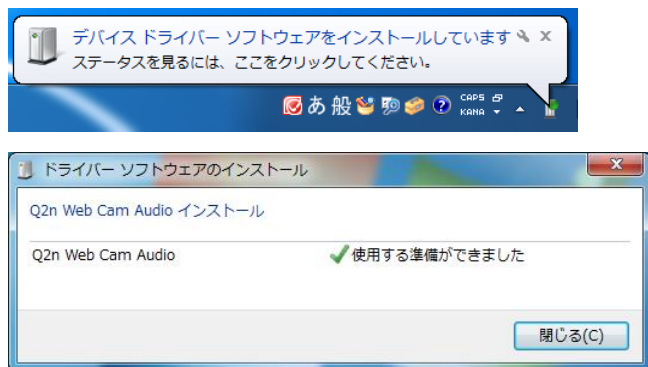 デバイス ドライバー ソフトウェアをインストールしています
ステータスを見るには、ここをクリックしてください。
あ 般 CAPS
KANA
ドライバー ソフトウェアのインストール
Q2n Web Cam Audio インストール
Q2n Web Cam Audio 使用する準備ができました
閉じる(C)